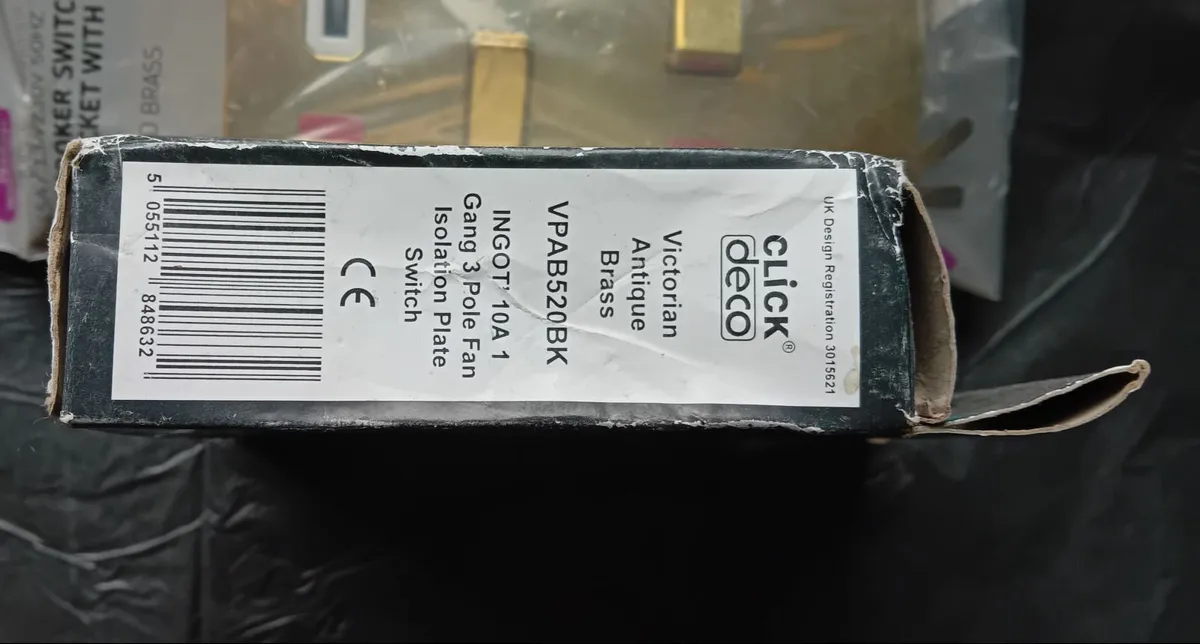 UK Design Registration 3015621
CLiCK®
deco
Victorian
Antique
Brass
VPAB520BK
'INGOT' 10A 1
Gang 3 Pole Fan
Isolation Plate
Switch
CE
5 055112 848632
OKER SWITC
KET WITH
D BRASS